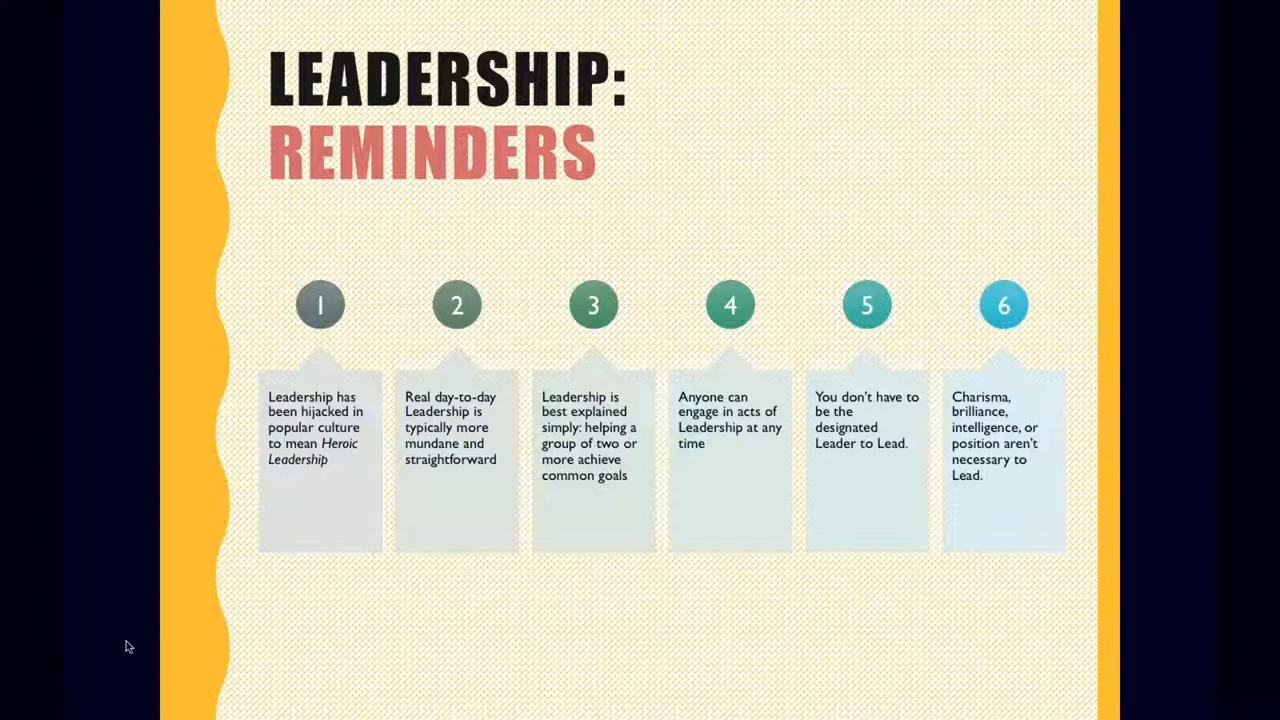 LEADERSHIP:
REMINDERS
1
Leadership has
been hijacked in
popular culture
to mean Heroic
Leadership
2
Real day-to-day
Leadership is
typically more
mundane and
straightforward
3
Leadership is
best explained
simply: helping a
group of two or
more achieve
common goals
4
Anyone can
engage in acts of
Leadership at any
time
5
You don’t have to
be the
designated
Leader to Lead.
6
Charisma,
brilliance,
intelligence, or
position aren’t
necessary to
Lead.